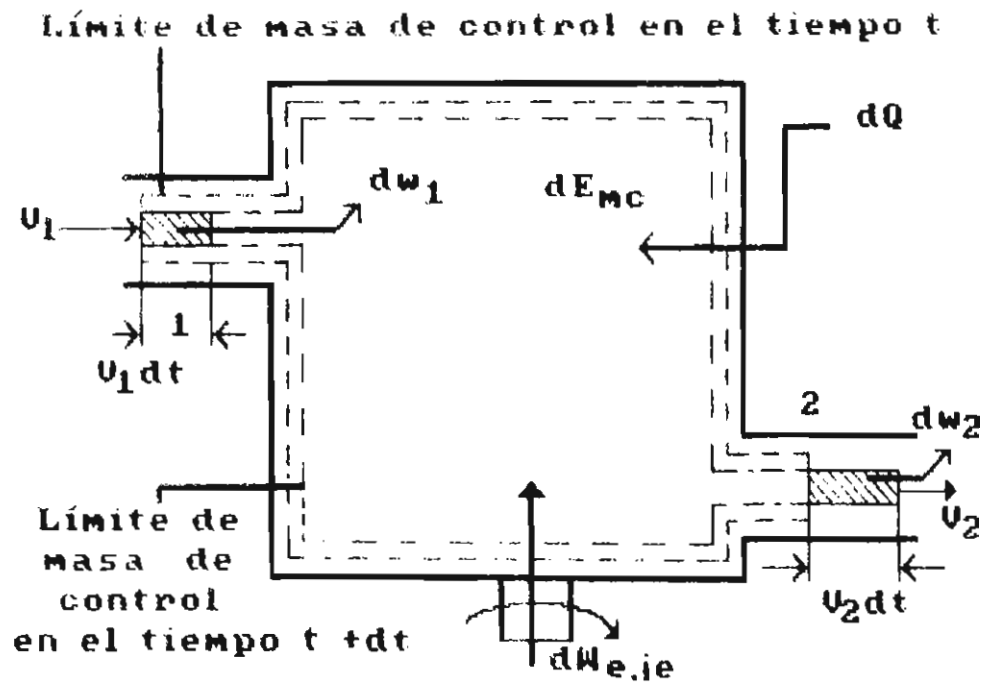 Límite de masa de control en el tiempo t
dQ
dw1
dEmc
V1
1
V1dt
2
dw2
V2
Límite de
masa de
control
en el tiempo t +dt
V2dt
dWeje